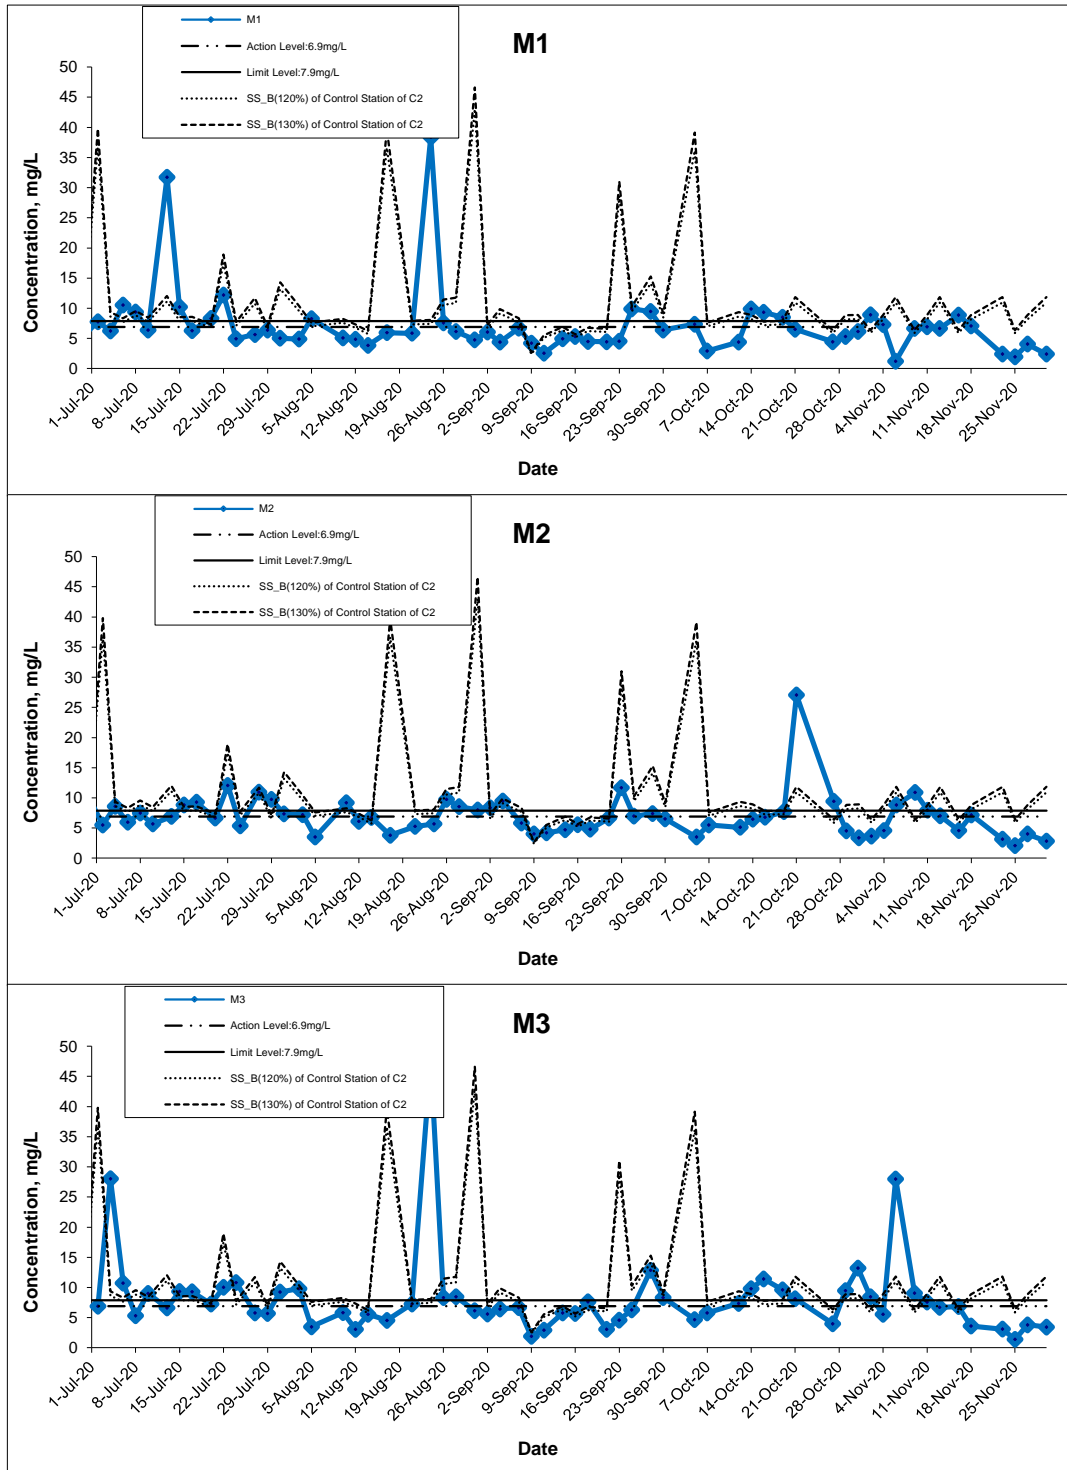 M1
Action Level:6.9mg/L
Limit Level:7.9mg/L
SS_B(120%) of Control Station of C2
SS_B(130%) of Control Station of C2
M1
50
45
40
35
30
25
20
15
10
5
0
Concentration, mg/L
1-Jul-20
8-Jul-20
15-Jul-20
22-Jul-20
29-Jul-20
5-Aug-20
12-Aug-20
19-Aug-20
26-Aug-20
2-Sep-20
9-Sep-20
16-Sep-20
23-Sep-20
30-Sep-20
7-Oct-20
14-Oct-20
21-Oct-20
28-Oct-20
4-Nov-20
11-Nov-20
18-Nov-20
25-Nov-20
Date
M2
Action Level:6.9mg/L
Limit Level:7.9mg/L
SS_B(120%) of Control Station of C2
SS_B(130%) of Control Station of C2
M2
50
45
40
35
30
25
20
15
10
5
0
Concentration, mg/L
1-Jul-20
8-Jul-20
15-Jul-20
22-Jul-20
29-Jul-20
5-Aug-20
12-Aug-20
19-Aug-20
26-Aug-20
2-Sep-20
9-Sep-20
16-Sep-20
23-Sep-20
30-Sep-20
7-Oct-20
14-Oct-20
21-Oct-20
28-Oct-20
4-Nov-20
11-Nov-20
18-Nov-20
25-Nov-20
Date
M3
Action Level:6.9mg/L
Limit Level:7.9mg/L
SS_B(120%) of Control Station of C2
SS_B(130%) of Control Station of C2
M3
50
45
40
35
30
25
20
15
10
5
0
Concentration, mg/L
1-Jul-20
8-Jul-20
15-Jul-20
22-Jul-20
29-Jul-20
5-Aug-20
12-Aug-20
19-Aug-20
26-Aug-20
2-Sep-20
9-Sep-20
16-Sep-20
23-Sep-20
30-Sep-20
7-Oct-20
14-Oct-20
21-Oct-20
28-Oct-20
4-Nov-20
11-Nov-20
18-Nov-20
25-Nov-20
Date